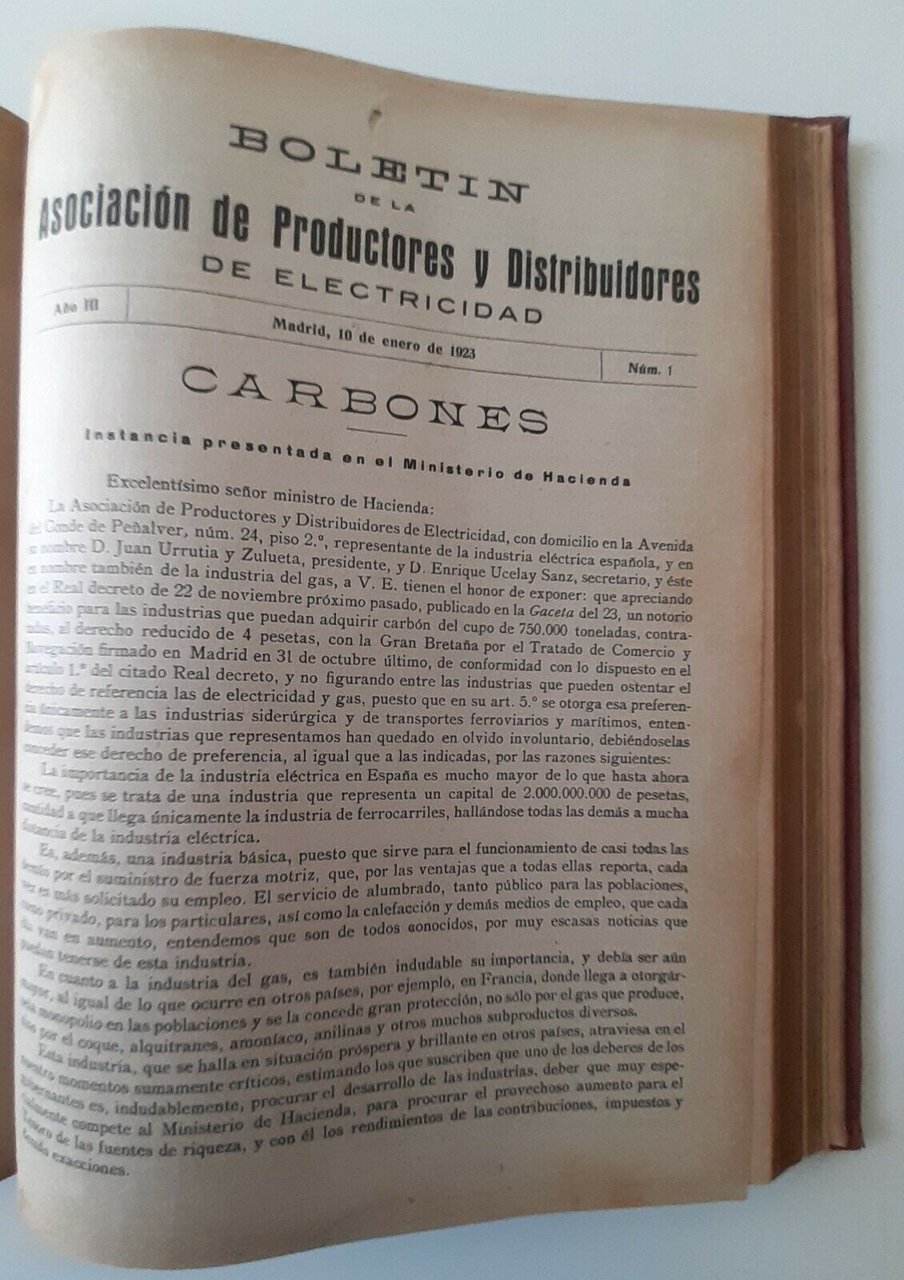 BOLETIN
DE LA
Asociación de Productores y Distribuidores
DE ELECTRICIDAD
Año III
Madrid, 10 de enero de 1923
Núm. 1
CARBONES
Instancia presentada en el Ministerio de Hacienda
Excelentísimo señor ministro de Hacienda:
La Asociación de Productores y Distribuidores de Electricidad, con domicilio en la Avenida
del Conde de Peñalver, núm. 24, piso 2.º, representante de la industria eléctrica española, y en
su nombre D. Juan Urrutia y Zulueta, presidente, y D. Enrique Ucelay Sanz, secretario, y éste
en nombre también de la industria del gas, a V. E. tienen el honor de exponer: que apreciando
en el Real decreto de 22 de noviembre próximo pasado, publicado en la Gaceta del 23, un notorio
beneficio para las industrias que puedan adquirir carbón del cupo de 750.000 toneladas, contra-
tadas, al derecho reducido de 4 pesetas, con la Gran Bretaña por el Tratado de Comercio y
Navegación firmado en Madrid en 31 de octubre último, de conformidad con lo dispuesto en el
artículo 1.º del citado Real decreto, y no figurando entre las industrias que pueden ostentar el
derecho de referencia las de electricidad y gas, puesto que en su art. 5.º se otorga esa preferen-
cia únicamente a las industrias siderúrgica y de transportes ferroviarios y marítimos, enten-
demos que las industrias que representamos han quedado en olvido involuntario, debiéndoselas
conceder ese derecho de preferencia, al igual que a las indicadas, por las razones siguientes:
La importancia de la industria eléctrica en España es mucho mayor de lo que hasta ahora
se cree, pues se trata de una industria que representa un capital de 2.000.000.000 de pesetas,
cantidad a que llega únicamente la industria de ferrocarriles, hallándose todas las demás a mucha
distancia de la industria eléctrica.
Es, además, una industria básica, puesto que sirve para el funcionamiento de casi todas las
demás por el suministro de fuerza motriz, que, por las ventajas que a todas ellas reporta, cada
vez es más solicitado su empleo. El servicio de alumbrado, tanto público para las poblaciones,
como privado, para los particulares, así como la calefacción y demás medios de empleo, que cada
día van en aumento, entendemos que son de todos conocidos, por muy escasas noticias que
puedan tenerse de esta industria.
En cuanto a la industria del gas, es también indudable su importancia, y debía ser aún
mayor, al igual de lo que ocurre en otros países, por ejemplo, en Francia, donde llega a otorgár-
sela monopolio en las poblaciones y se la concede gran protección, no sólo por el gas que produce,
sino por el coque, alquitranes, amoníaco, anilinas y otros muchos subproductos diversos.
Esta industria, que se halla en situación próspera y brillante en otros países, atraviesa en el
nuestro momentos sumamente críticos, estimando los que suscriben que uno de los deberes de los
gobernantes es, indudablemente, procurar el desarrollo de las industrias, deber que muy espe-
cialmente compete al Ministerio de Hacienda, para procurar el provechoso aumento para el
Tesoro de las fuentes de riqueza, y con él los rendimientos de las contribuciones, impuestos y
demás exacciones.